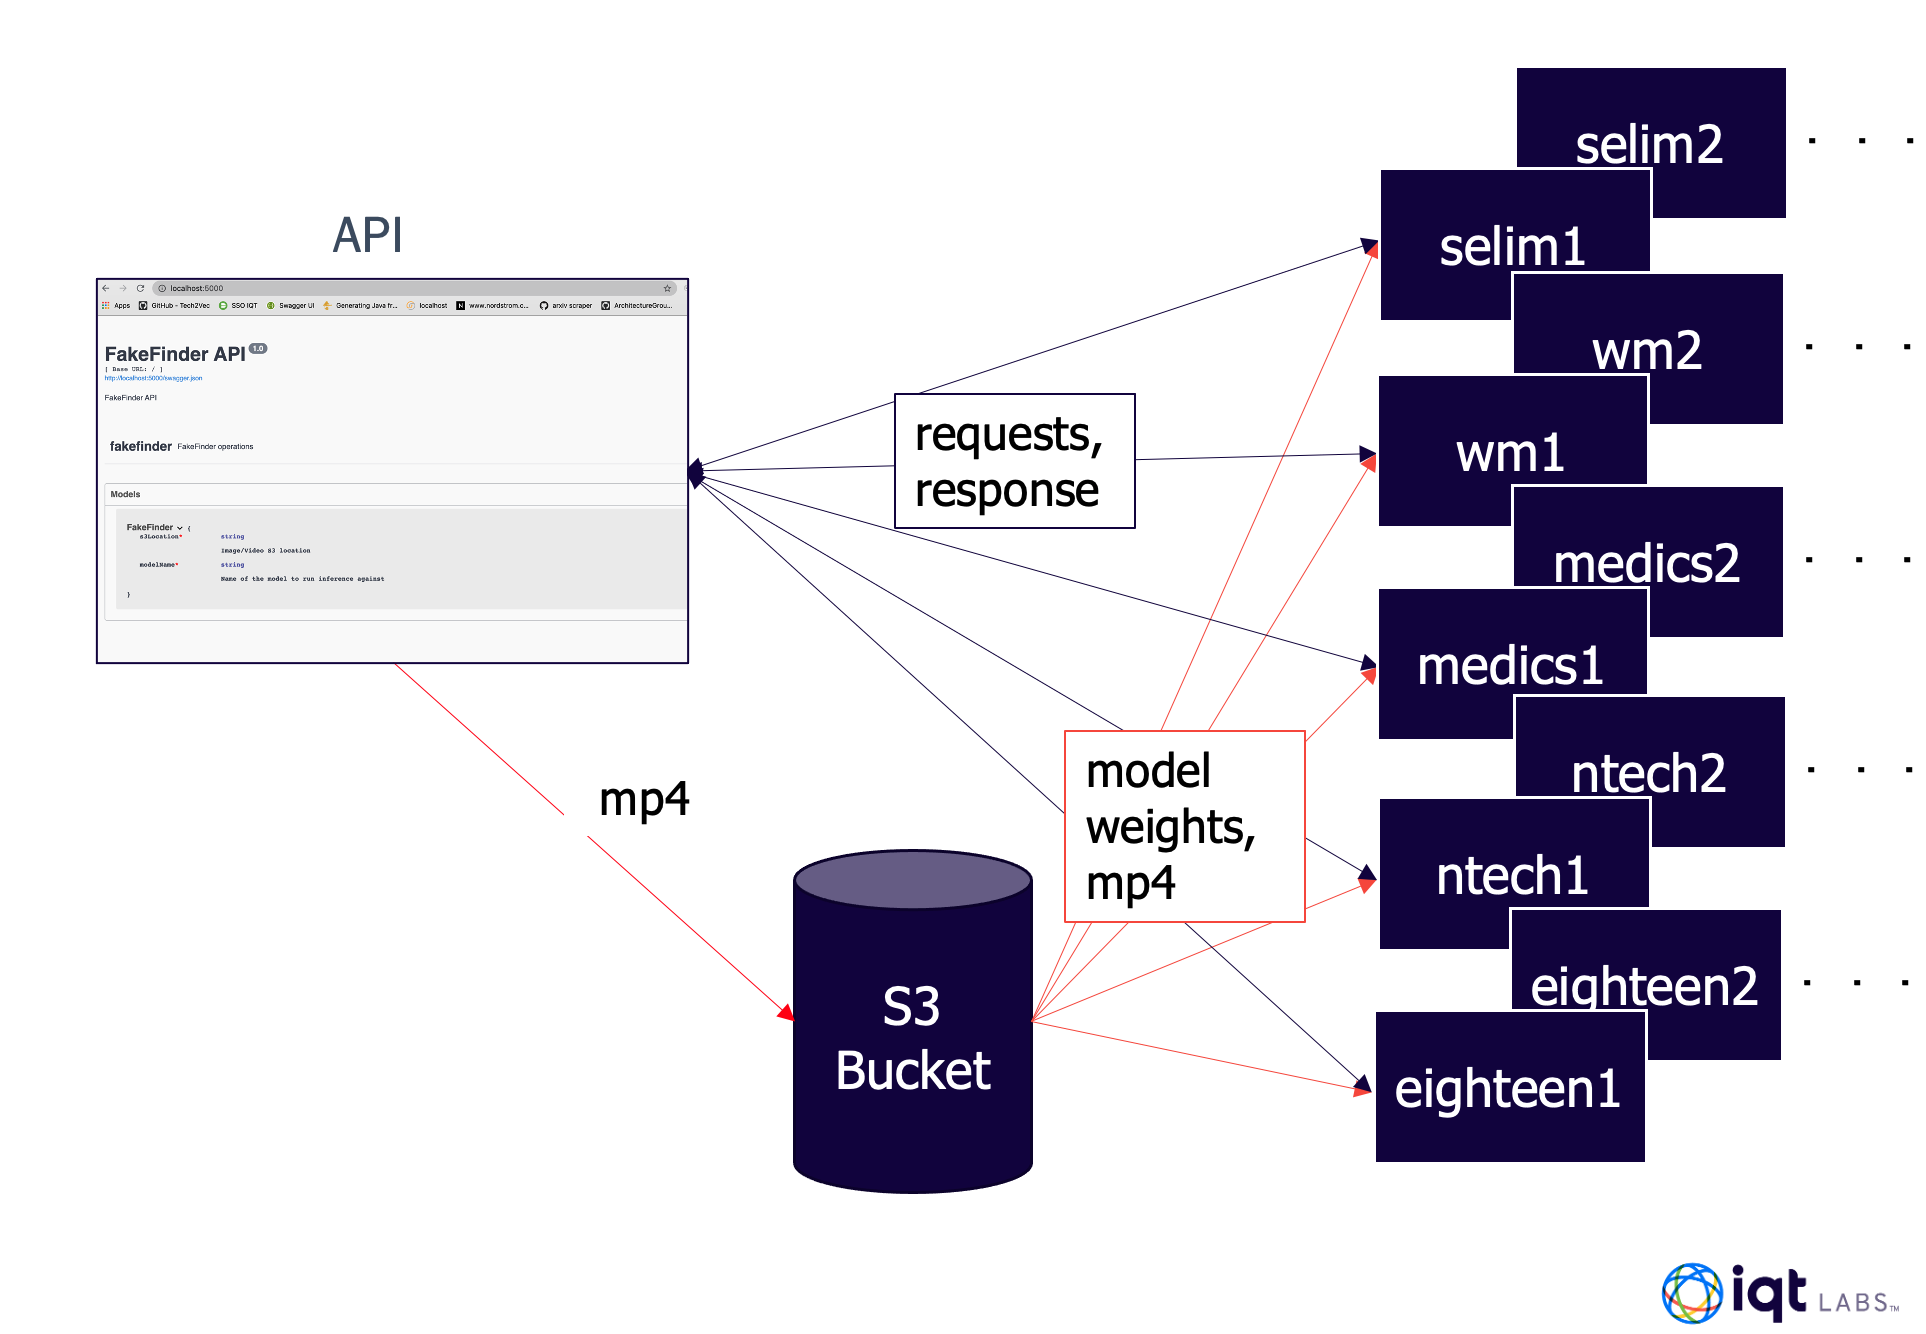 API
localhost:5000
Apps GitHub - Tech2Vec SSO IQT Swagger UI Generating Java fr... localhost www.nordstrom.c... arxiv scraper ArchitectureGrou...
FakeFinder API 1.0
[ Base URL: / ]
http://localhost:5000/swagger.json
FakeFinder API
fakefinder FakeFinder operations
Models
FakeFinder {
s3Location* string
Image/Video S3 location
modelName* string
Name of the model to run inference against
}
requests,
response
mp4
model
weights,
mp4
S3
Bucket
selim2 . . .
selim1
wm2 . . .
wm1
medics2 . . .
medics1
ntech2 . . .
ntech1
eighteen2 . . .
eighteen1
iqt LABS™